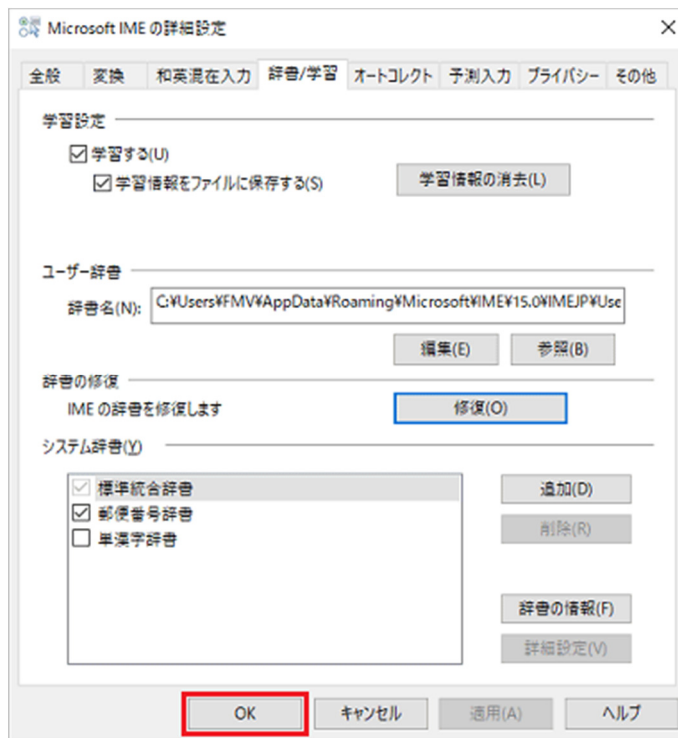 Microsoft IME の詳細設定
全般 変換 和英混在入力 辞書/学習 オートコレクト 予測入力 プライバシー その他
学習設定
学習する(U)
学習情報をファイルに保存する(S) 学習情報の消去(L)
ユーザー辞書
辞書名(N): C:¥Users¥FMV¥AppData¥Roaming¥Microsoft¥IME¥15.0¥IMEJP¥Use
編集(E) 参照(B)
辞書の修復
IME の辞書を修復します 修復(O)
システム辞書(Y)
標準統合辞書 追加(D)
郵便番号辞書
削除(R)
単漢字辞書
辞書の情報(F)
詳細設定(V)
OK キャンセル 適用(A) ヘルプ